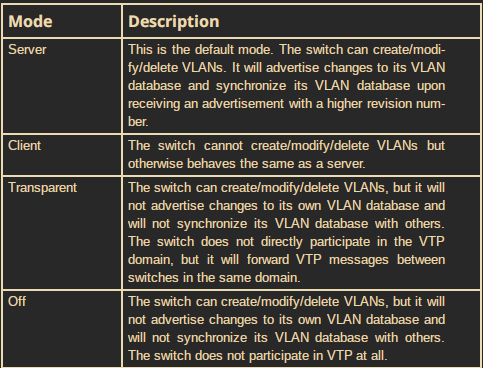 Mode Description
Server This is the default mode. The switch can create/modi-
fy/delete VLANs. It will advertise changes to its VLAN
database and synchronize its VLAN database upon
receiving an advertisement with a higher revision num-
ber.
Client The switch cannot create/modify/delete VLANs but
otherwise behaves the same as a server.
Transparent The switch can create/modify/delete VLANs, but it will
not advertise changes to its own VLAN database and
will not synchronize its VLAN database with others.
The switch does not directly participate in the VTP
domain, but it will forward VTP messages between
switches in the same domain.
Off The switch can create/modify/delete VLANs, but it will
not advertise changes to its own VLAN database and
will not synchronize its VLAN database with others.
The switch does not participate in VTP at all.